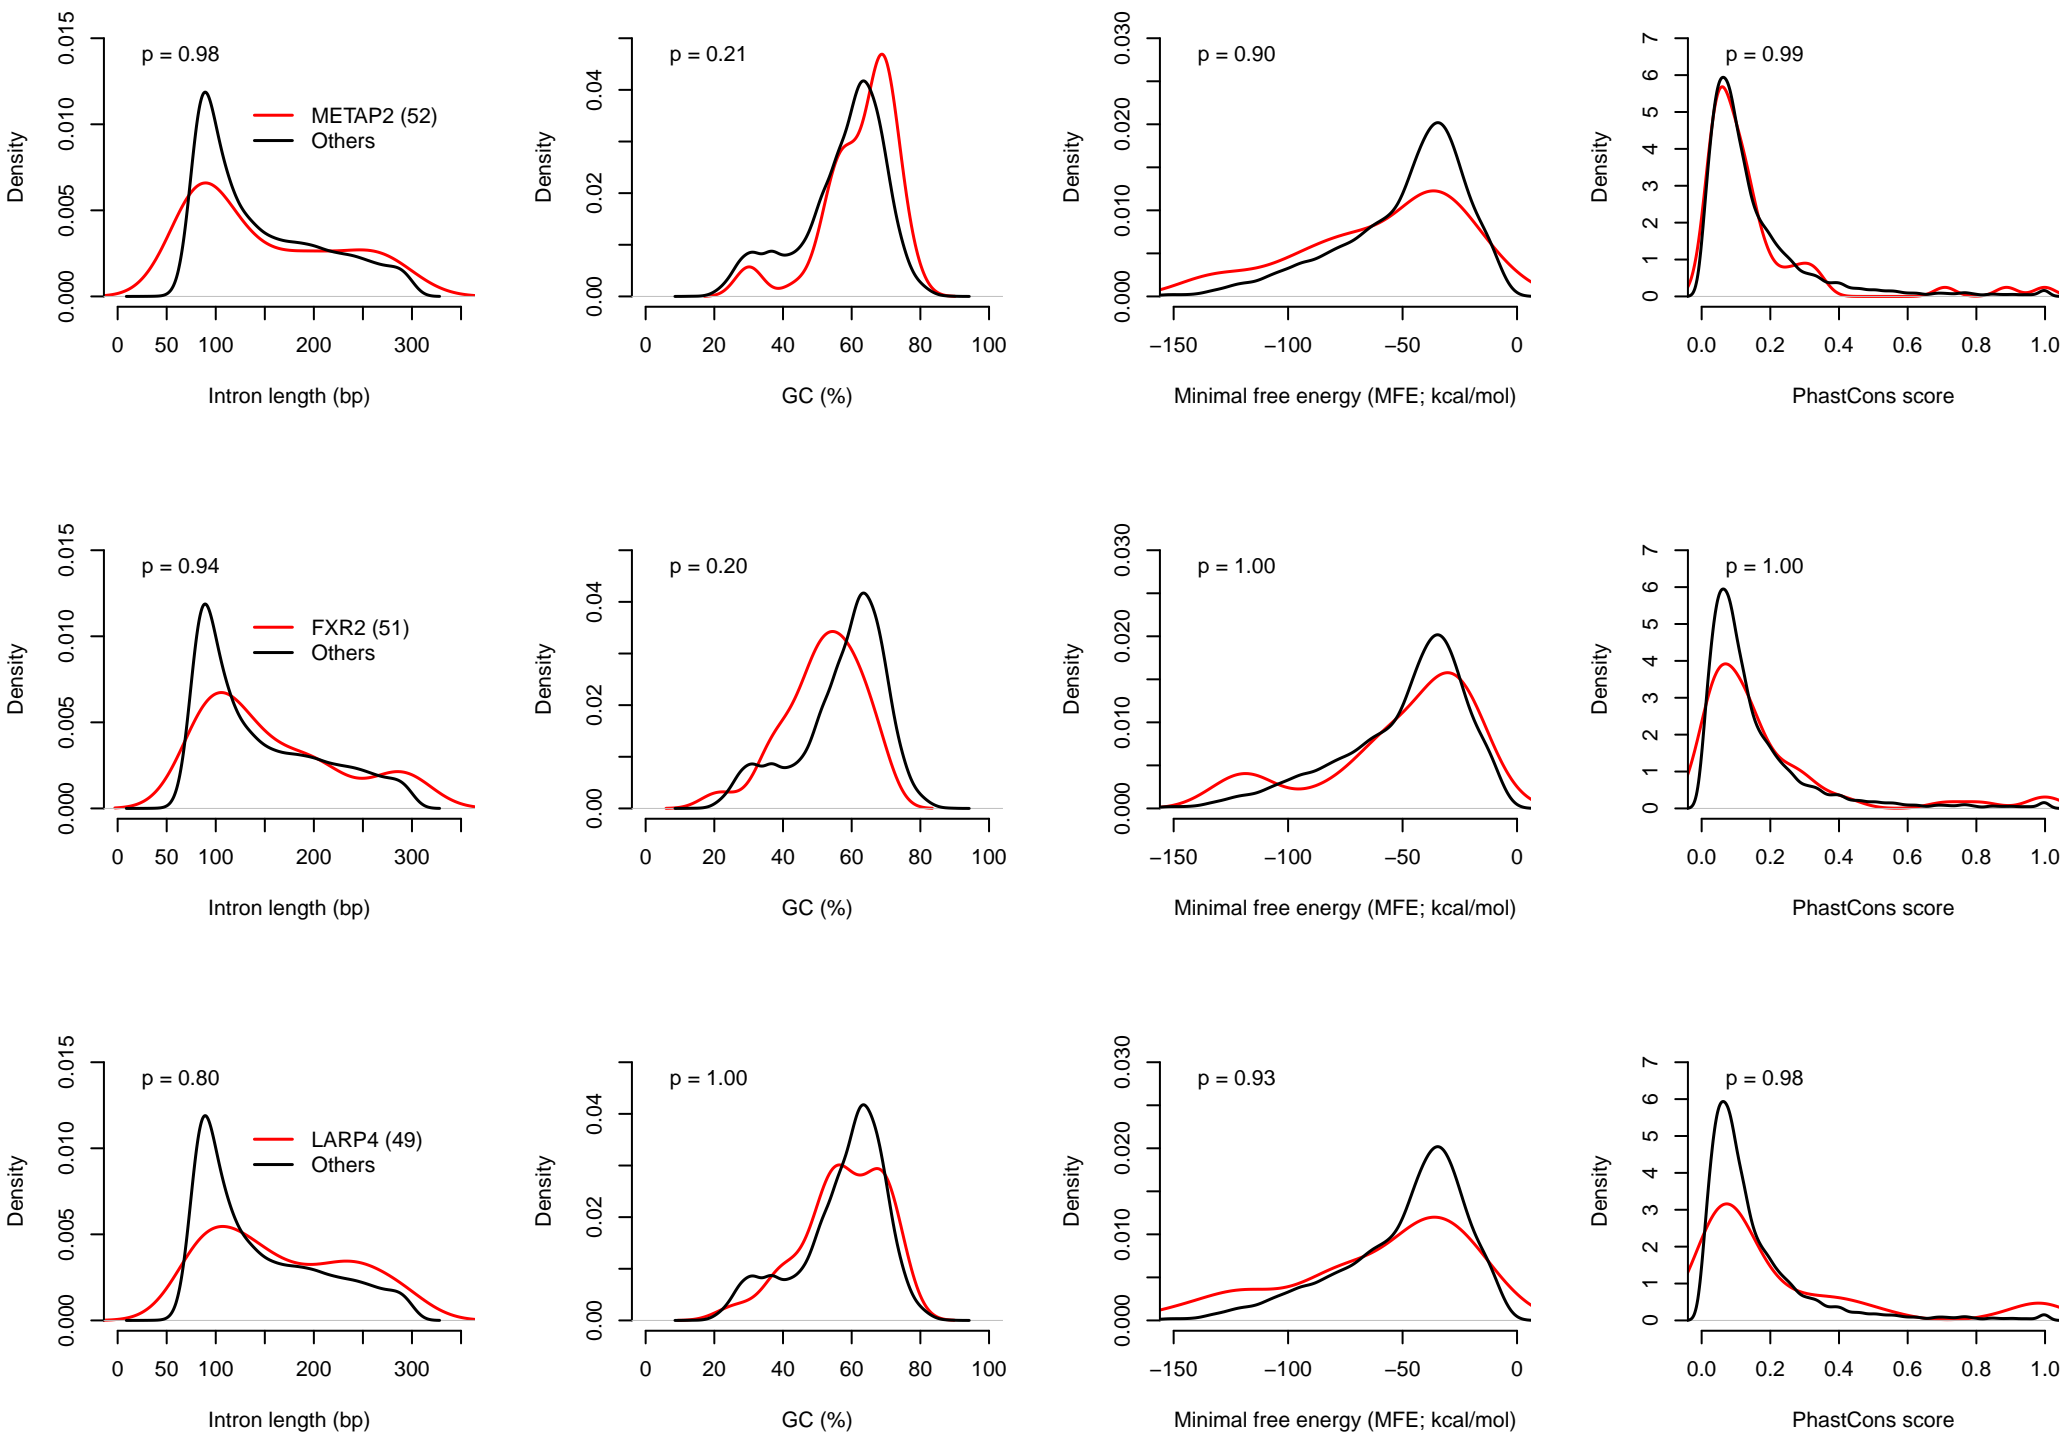 Density
0.000 0.005 0.010 0.015
p = 0.98
METAP2 (52)
Others
0 50 100 200 300
Intron length (bp)
Density
0.00 0.02 0.04
p = 0.21
0 20 40 60 80 100
GC (%)
Density
0.000 0.010 0.020 0.030
p = 0.90
−150 −100 −50 0
Minimal free energy (MFE; kcal/mol)
Density
0 1 2 3 4 5 6 7
p = 0.99
0.0 0.2 0.4 0.6 0.8 1.0
PhastCons score
Density
0.000 0.005 0.010 0.015
p = 0.94
FXR2 (51)
Others
0 50 100 200 300
Intron length (bp)
Density
0.00 0.02 0.04
p = 0.20
0 20 40 60 80 100
GC (%)
Density
0.000 0.010 0.020 0.030
p = 1.00
−150 −100 −50 0
Minimal free energy (MFE; kcal/mol)
Density
0 1 2 3 4 5 6 7
p = 1.00
0.0 0.2 0.4 0.6 0.8 1.0
PhastCons score
Density
0.000 0.005 0.010 0.015
p = 0.80
LARP4 (49)
Others
0 50 100 200 300
Intron length (bp)
Density
0.00 0.02 0.04
p = 1.00
0 20 40 60 80 100
GC (%)
Density
0.000 0.010 0.020 0.030
p = 0.93
−150 −100 −50 0
Minimal free energy (MFE; kcal/mol)
Density
0 1 2 3 4 5 6 7
p = 0.98
0.0 0.2 0.4 0.6 0.8 1.0
PhastCons score